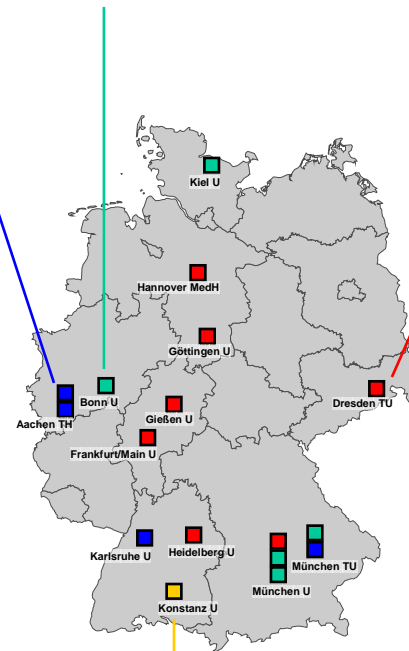 Kiel U
Hannover MedH
Göttingen U
Bonn U
Aachen TH
Gießen U
Dresden TU
Frankfurt/Main U
Karlsruhe U
Heidelberg U
München TU
München U
Konstanz U